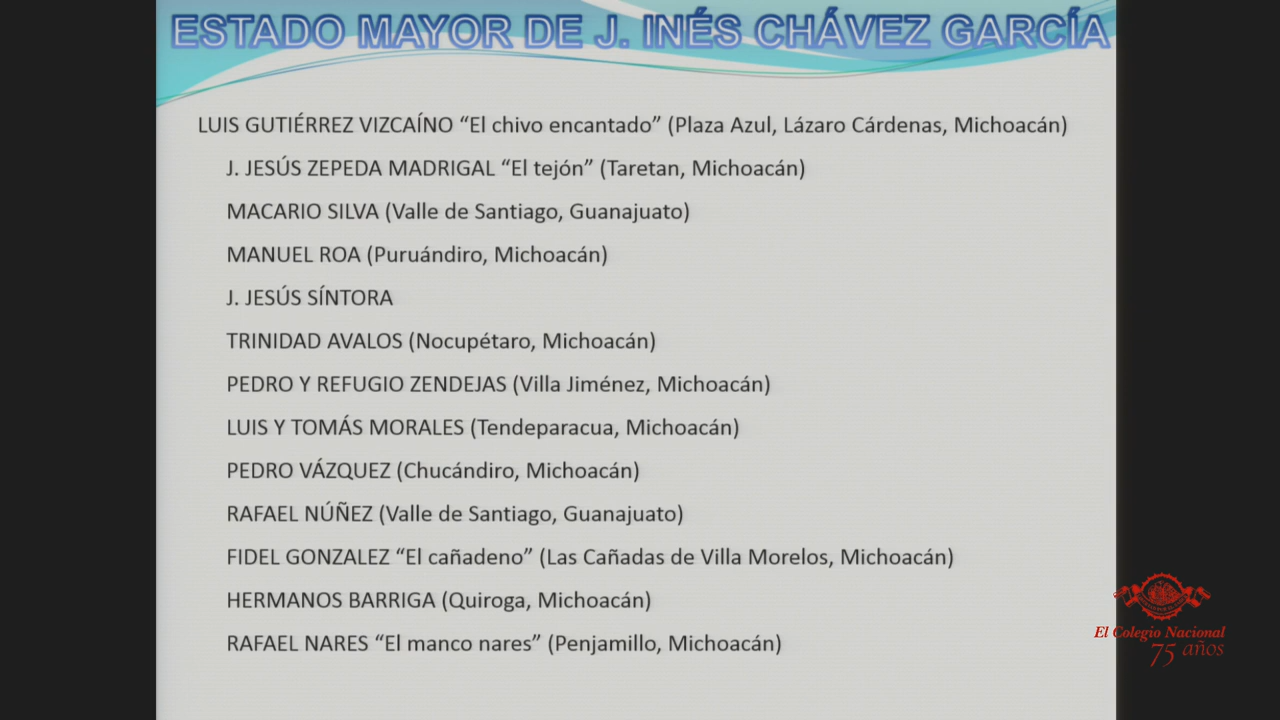 ESTADO MAYOR DE J. INÉS CHÁVEZ GARCÍA
LUIS GUTIÉRREZ VIZCAÍNO “El chivo encantado” (Plaza Azul, Lázaro Cárdenas, Michoacán)
J. JESÚS ZEPEDA MADRIGAL “El tejón” (Taretan, Michoacán)
MACARIO SILVA (Valle de Santiago, Guanajuato)
MANUEL ROA (Puruándiro, Michoacán)
J. JESÚS SÍNTORA
TRINIDAD AVALOS (Nocupétaro, Michoacán)
PEDRO Y REFUGIO ZENDEJAS (Villa Jiménez, Michoacán)
LUIS Y TOMÁS MORALES (Tendeparacua, Michoacán)
PEDRO VÁZQUEZ (Chucándiro, Michoacán)
RAFAEL NÚÑEZ (Valle de Santiago, Guanajuato)
FIDEL GONZALEZ “El cañadeno” (Las Cañadas de Villa Morelos, Michoacán)
HERMANOS BARRIGA (Quiroga, Michoacán)
RAFAEL NARES “El manco nares” (Penjamillo, Michoacán)
El Colegio Nacional
75 años